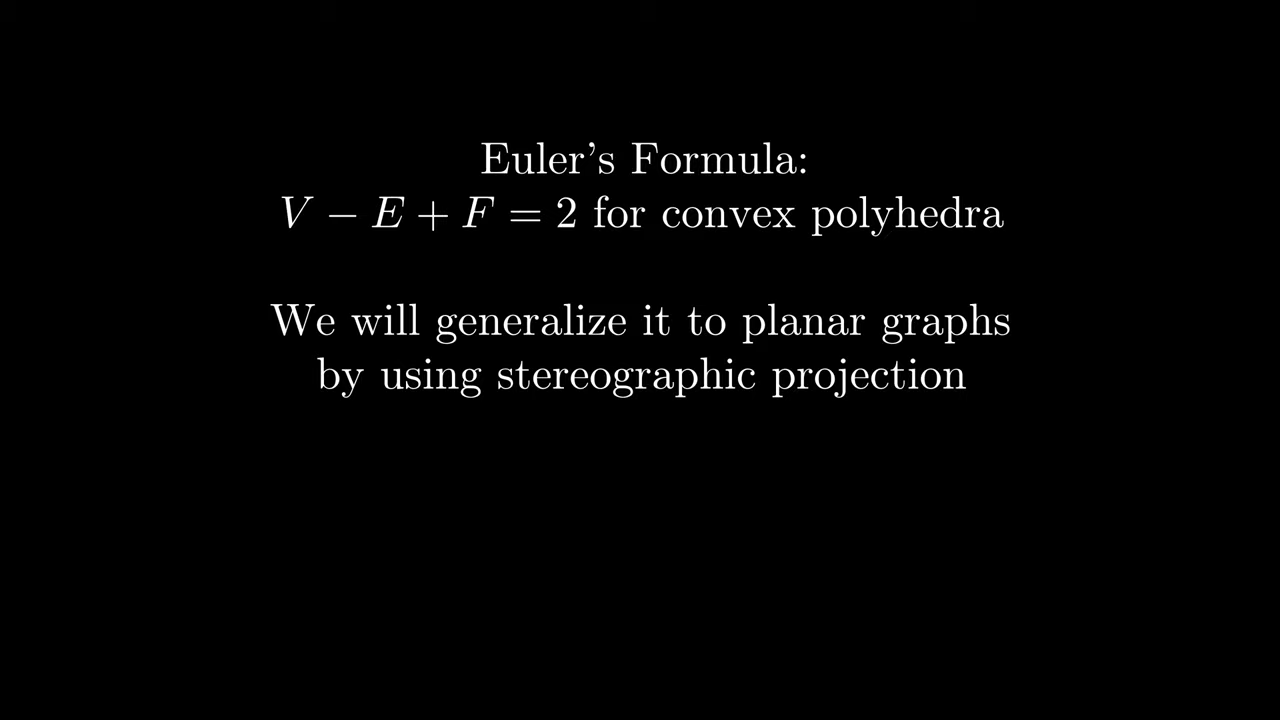 Euler's Formula:
V − E + F = 2 for convex polyhedra
We will generalize it to planar graphs
by using stereographic projection